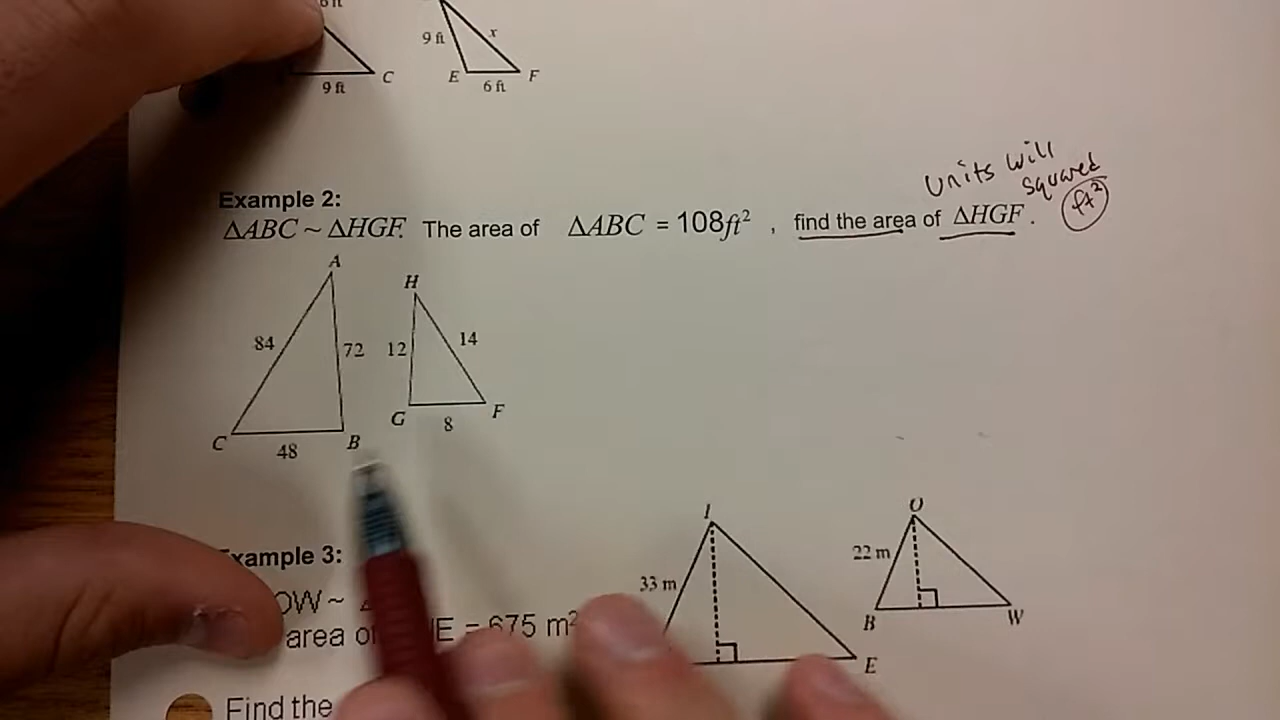 9 ft
C
9 ft
x
E
F
6 ft
Units will
squared
ft²
Example 2:
ΔABC ~ ΔHGF. The area of ΔABC = 108ft² , find the area of ΔHGF .
A
84
72
C
48
B
H
12
14
G
8
F
Example 3:
OW ~
area of
= 675 m²
Find the
I
33 m
E
O
22 m
B
W